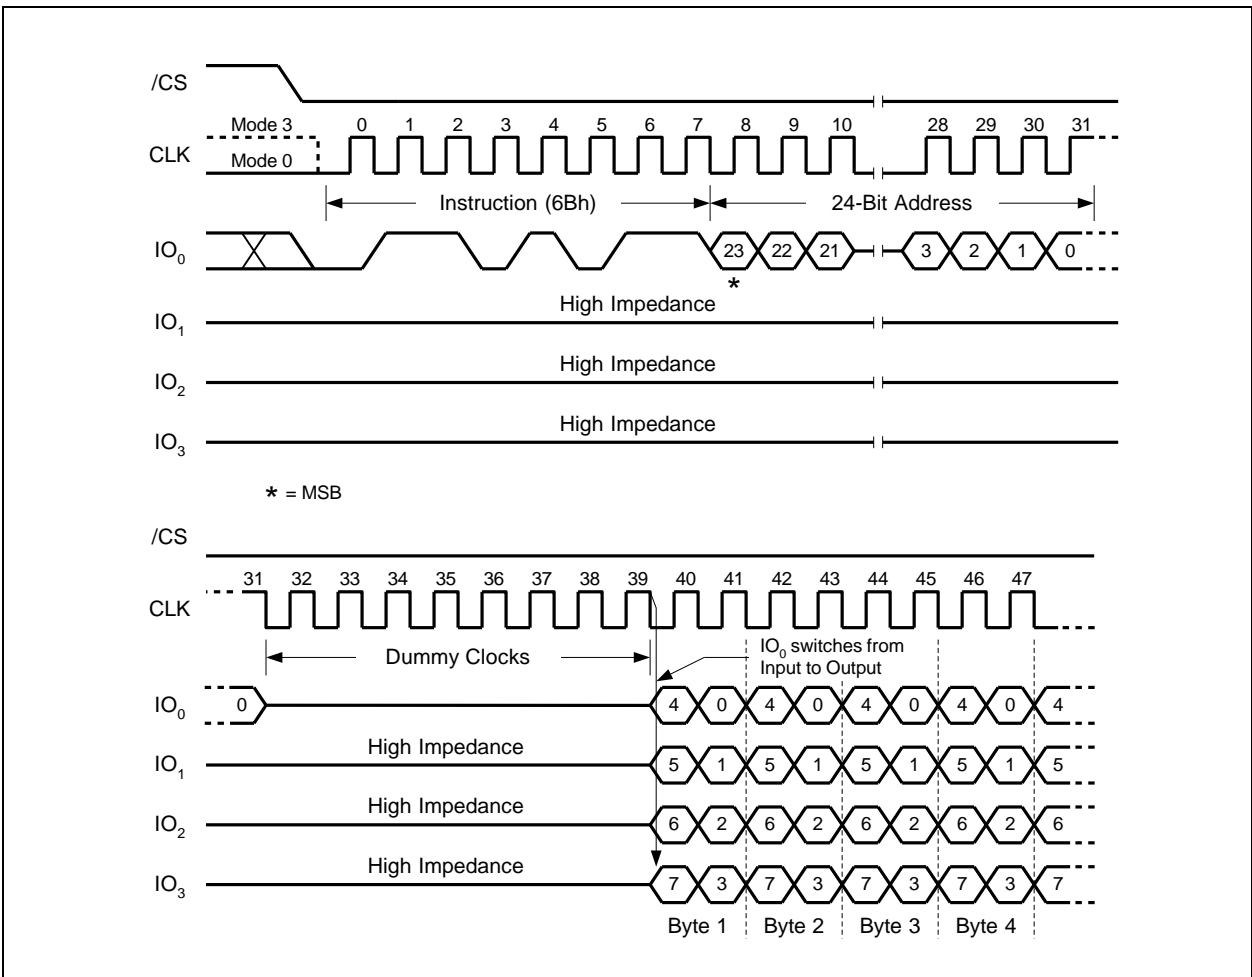 /CS
Mode 3 0 1 2 3 4 5 6 7 8 9 10 28 29 30 31
CLK
Mode 0
Instruction (6Bh) 24-Bit Address
IO0 23 22 21 3 2 1 0
*
High Impedance
IO1
High Impedance
IO2
High Impedance
IO3
* = MSB
/CS
31 32 33 34 35 36 37 38 39 40 41 42 43 44 45 46 47
CLK
Dummy Clocks
IO0 switches from
Input to Output
IO0 0 4 0 4 0 4 0 4 0 4
High Impedance
IO1 5 1 5 1 5 1 5 1 5
High Impedance
IO2 6 2 6 2 6 2 6 2 6
High Impedance
IO3 7 3 7 3 7 3 7 3 7
Byte 1 Byte 2 Byte 3 Byte 4